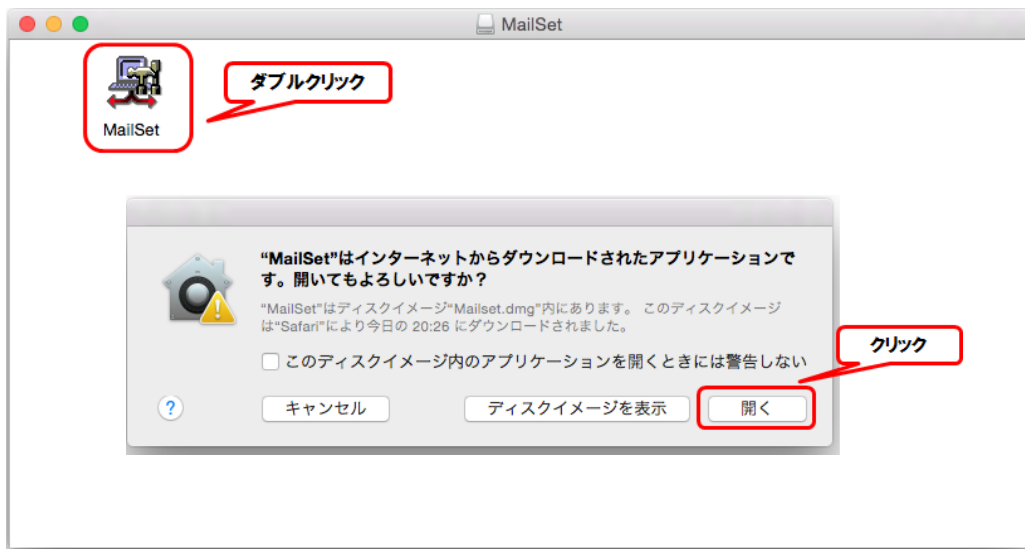 MailSet
ダブルクリック
MailSet
“MailSet”はインターネットからダウンロードされたアプリケーションで
す。開いてもよろしいですか？
“MailSet”はディスクイメージ“Mailset.dmg”内にあります。 このディスクイメージ
は“Safari”により今日の 20:26 にダウンロードされました。
クリック
このディスクイメージ内のアプリケーションを開くときには警告しない
? キャンセル ディスクイメージを表示 開く